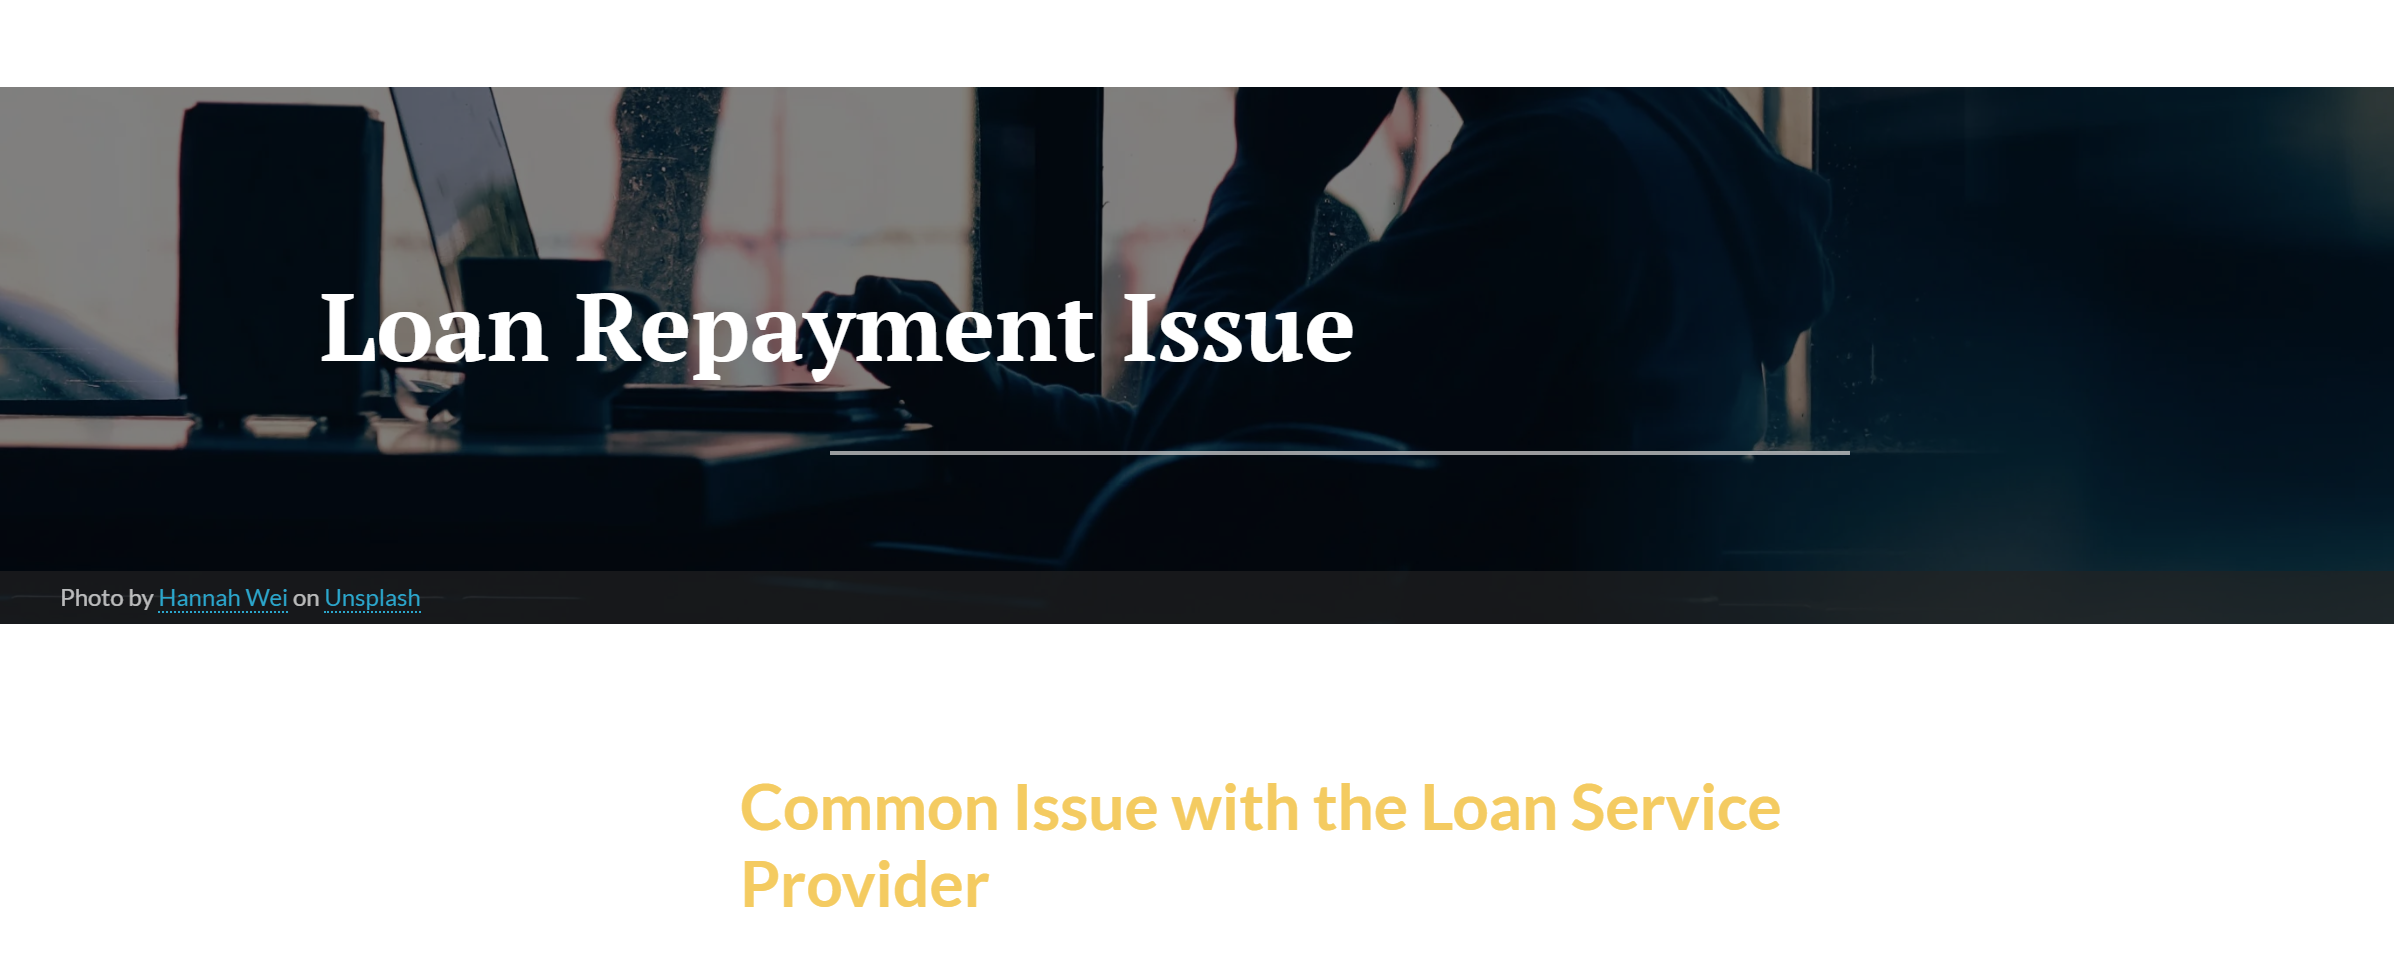 Loan Repayment Issue
Photo by Hannah Wei on Unsplash
Common Issue with the Loan Service
Provider